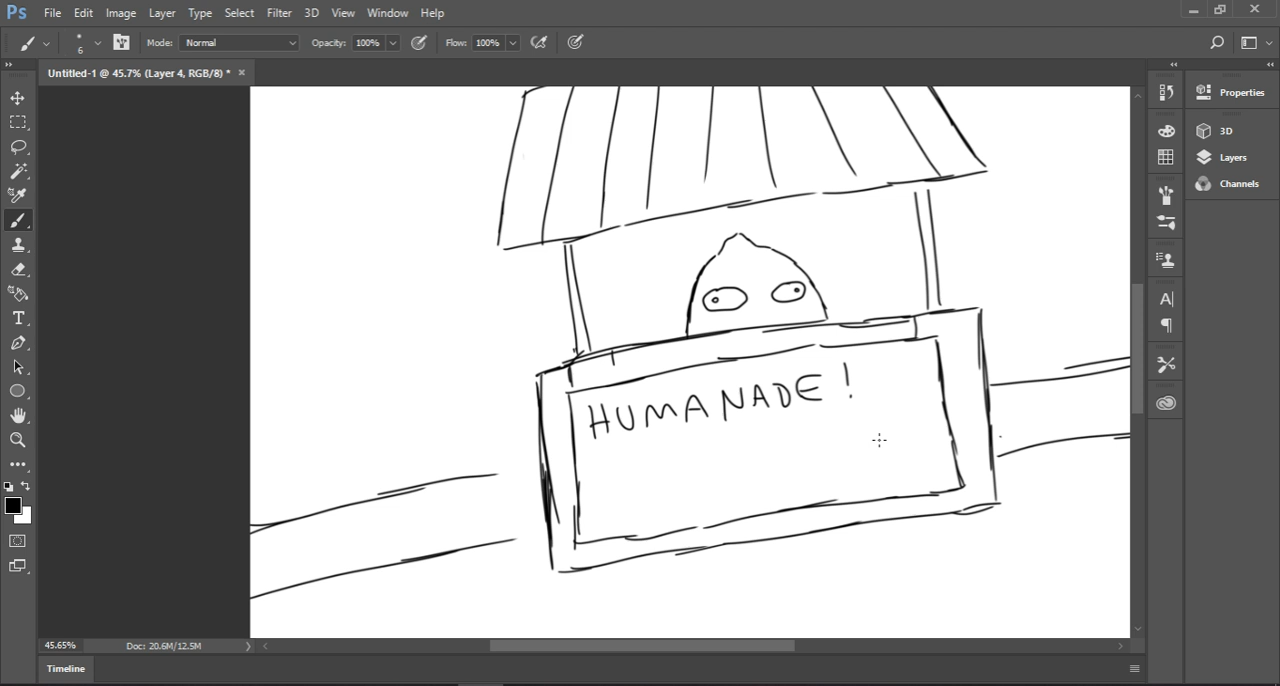 Ps File Edit Image Layer Type Select Filter 3D View Window Help
6 Mode: Normal Opacity: 100% Flow: 100%
Untitled-1 @ 45.7% (Layer 4, RGB/8) * ×
Properties
3D
Layers
Channels
HUMANADE!
45.65% Doc: 20.6M/12.5M
Timeline